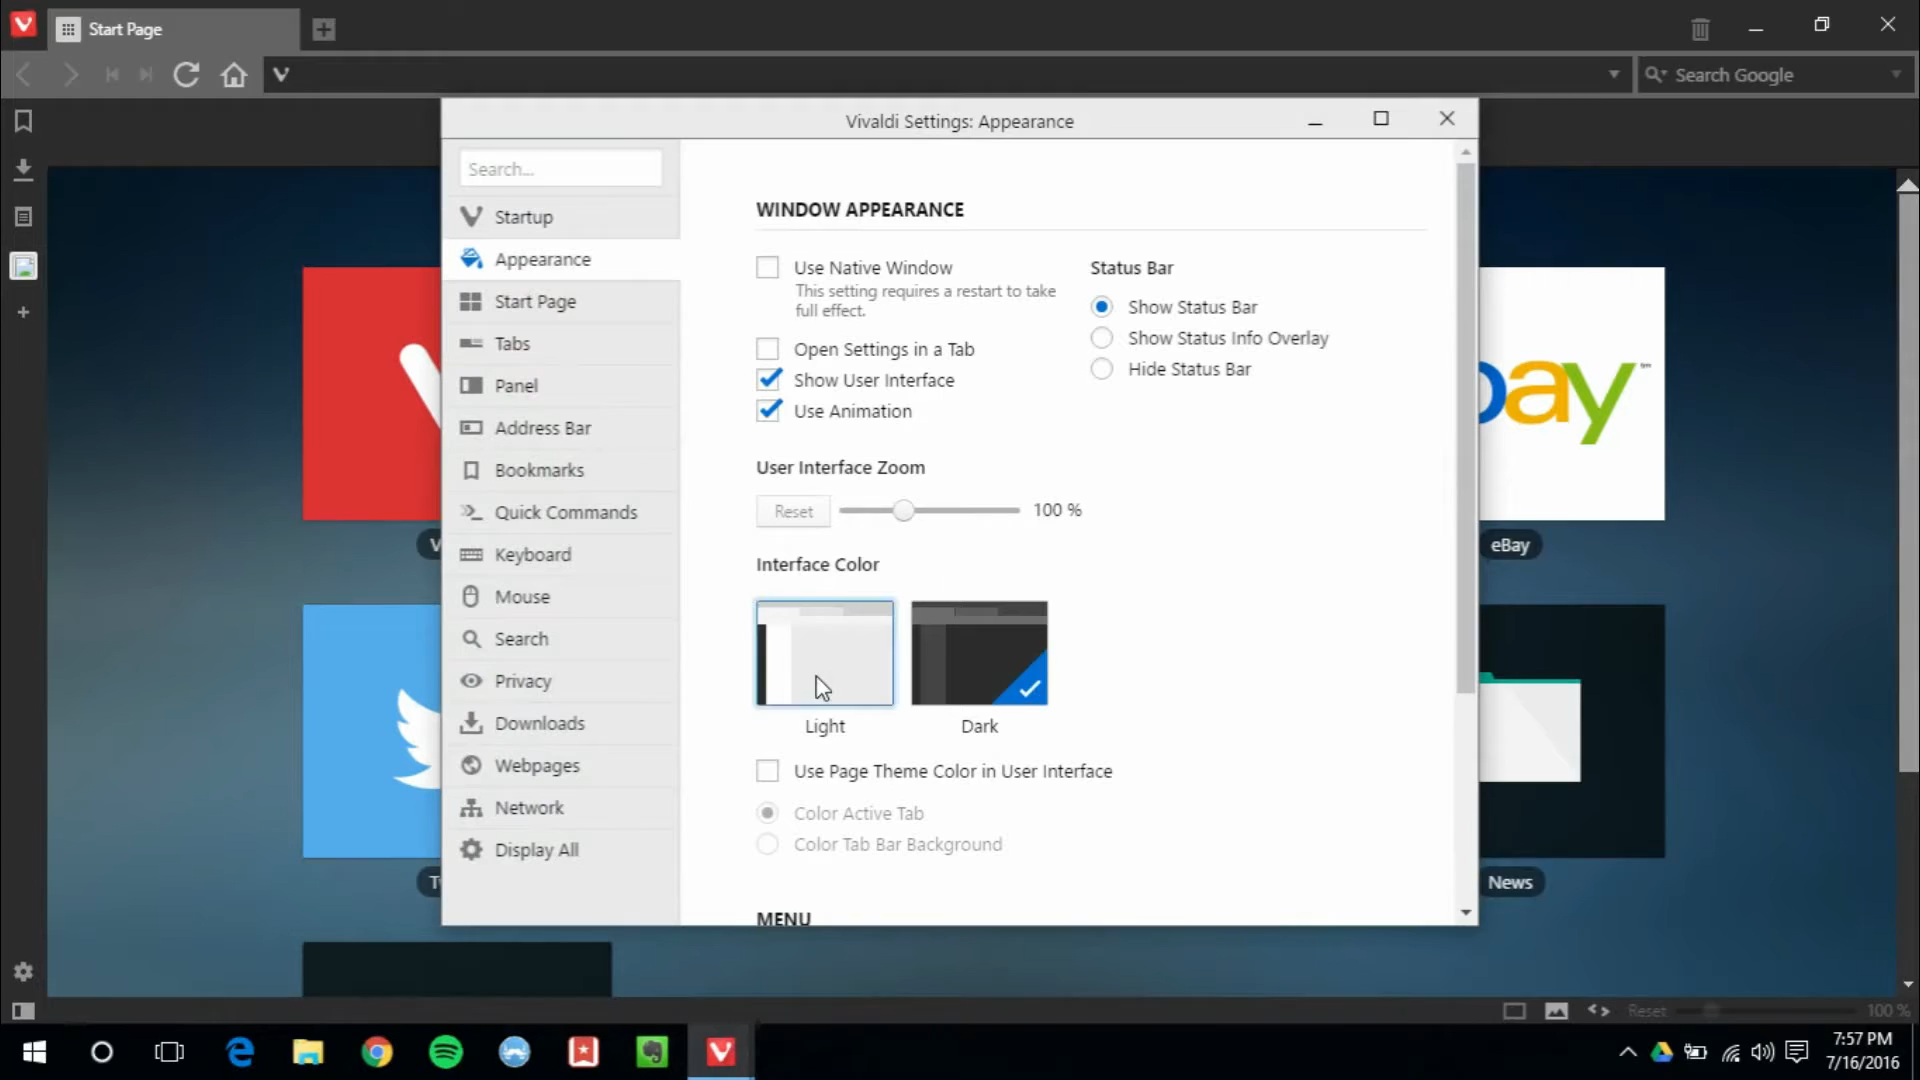 Start Page
Search Google
Vivaldi Settings: Appearance
Search...
Startup
Appearance
Start Page
Tabs
Panel
Address Bar
Bookmarks
Quick Commands
Keyboard
Mouse
Search
Privacy
Downloads
Webpages
Network
Display All
WINDOW APPEARANCE
Use Native Window
This setting requires a restart to take
full effect.
Open Settings in a Tab
Show User Interface
Use Animation
Status Bar
Show Status Bar
Show Status Info Overlay
Hide Status Bar
User Interface Zoom
Reset
100 %
Interface Color
Light
Dark
Use Page Theme Color in User Interface
Color Active Tab
Color Tab Bar Background
MENU
bay™
eBay
News
V
T
Reset
100 %
7:57 PM
7/16/2016